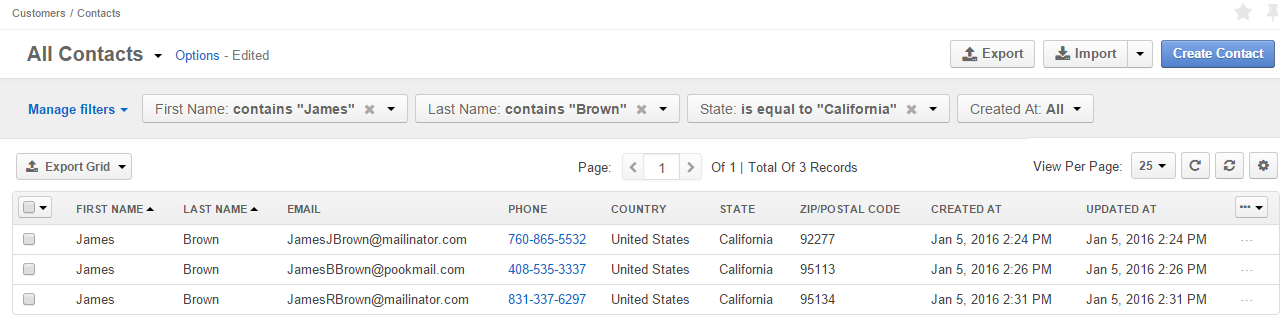 Customers / Contacts
All Contacts Options - Edited Export Import Create Contact
Manage filters First Name: contains "James" Last Name: contains "Brown" State: is equal to "California" Created At: All
Export Grid Page: 1 Of 1 | Total Of 3 Records View Per Page: 25
FIRST NAME LAST NAME EMAIL PHONE COUNTRY STATE ZIP/POSTAL CODE CREATED AT UPDATED AT
James Brown JamesJBrown@mailinator.com 760-865-5532 United States California 92277 Jan 5, 2016 2:24 PM Jan 5, 2016 2:24 PM ...
James Brown JamesBBrown@pookmail.com 408-535-3337 United States California 95113 Jan 5, 2016 2:26 PM Jan 5, 2016 2:26 PM ...
James Brown JamesRBrown@mailinator.com 831-337-6297 United States California 95134 Jan 5, 2016 2:31 PM Jan 5, 2016 2:31 PM ...